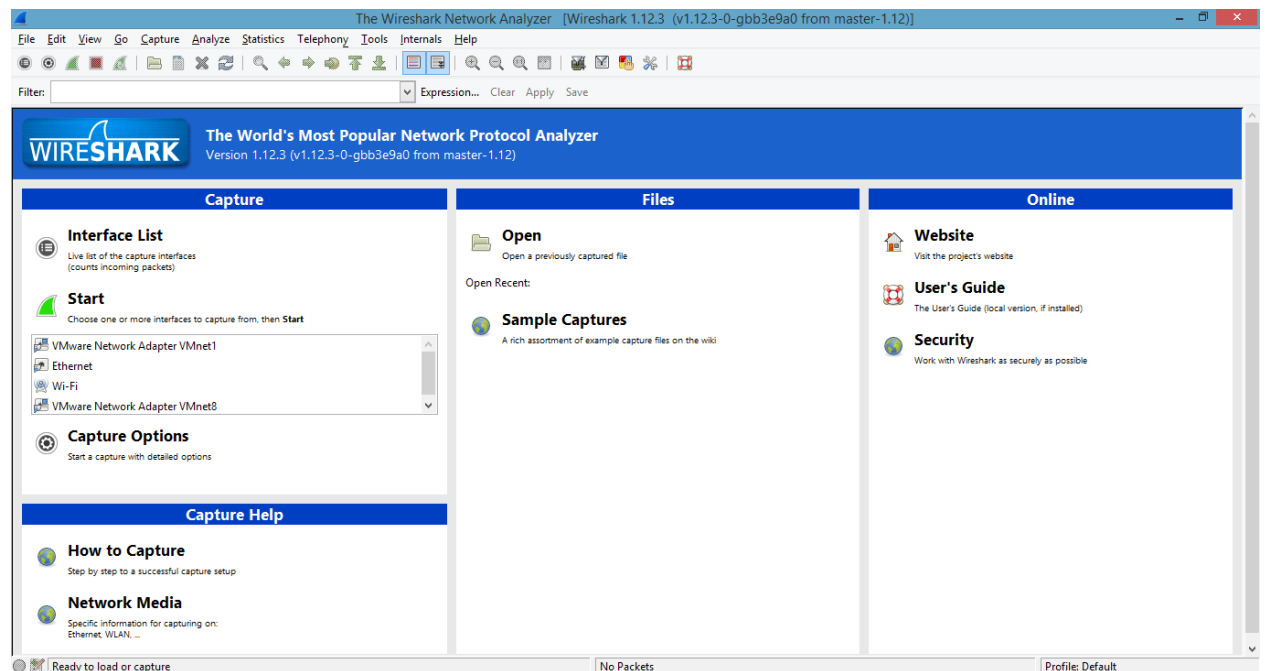 The Wireshark Network Analyzer [Wireshark 1.12.3 (v1.12.3-0-gbb3e9a0 from master-1.12)]
File Edit View Go Capture Analyze Statistics Telephony Tools Internals Help
Filter: Expression... Clear Apply Save
WIRESHARK
The World's Most Popular Network Protocol Analyzer
Version 1.12.3 (v1.12.3-0-gbb3e9a0 from master-1.12)
Capture
Interface List
Live list of the capture interfaces
(counts incoming packets)
Start
Choose one or more interfaces to capture from, then Start
VMware Network Adapter VMnet1
Ethernet
Wi-Fi
VMware Network Adapter VMnet8
Capture Options
Start a capture with detailed options
Capture Help
How to Capture
Step by step to a successful capture setup
Network Media
Specific information for capturing on:
Ethernet, WLAN, ...
Files
Open
Open a previously captured file
Open Recent:
Sample Captures
A rich assortment of example capture files on the wiki
Online
Website
Visit the project's website
User's Guide
The User's Guide (local version, if installed)
Security
Work with Wireshark as securely as possible
Ready to load or capture
No Packets
Profile: Default